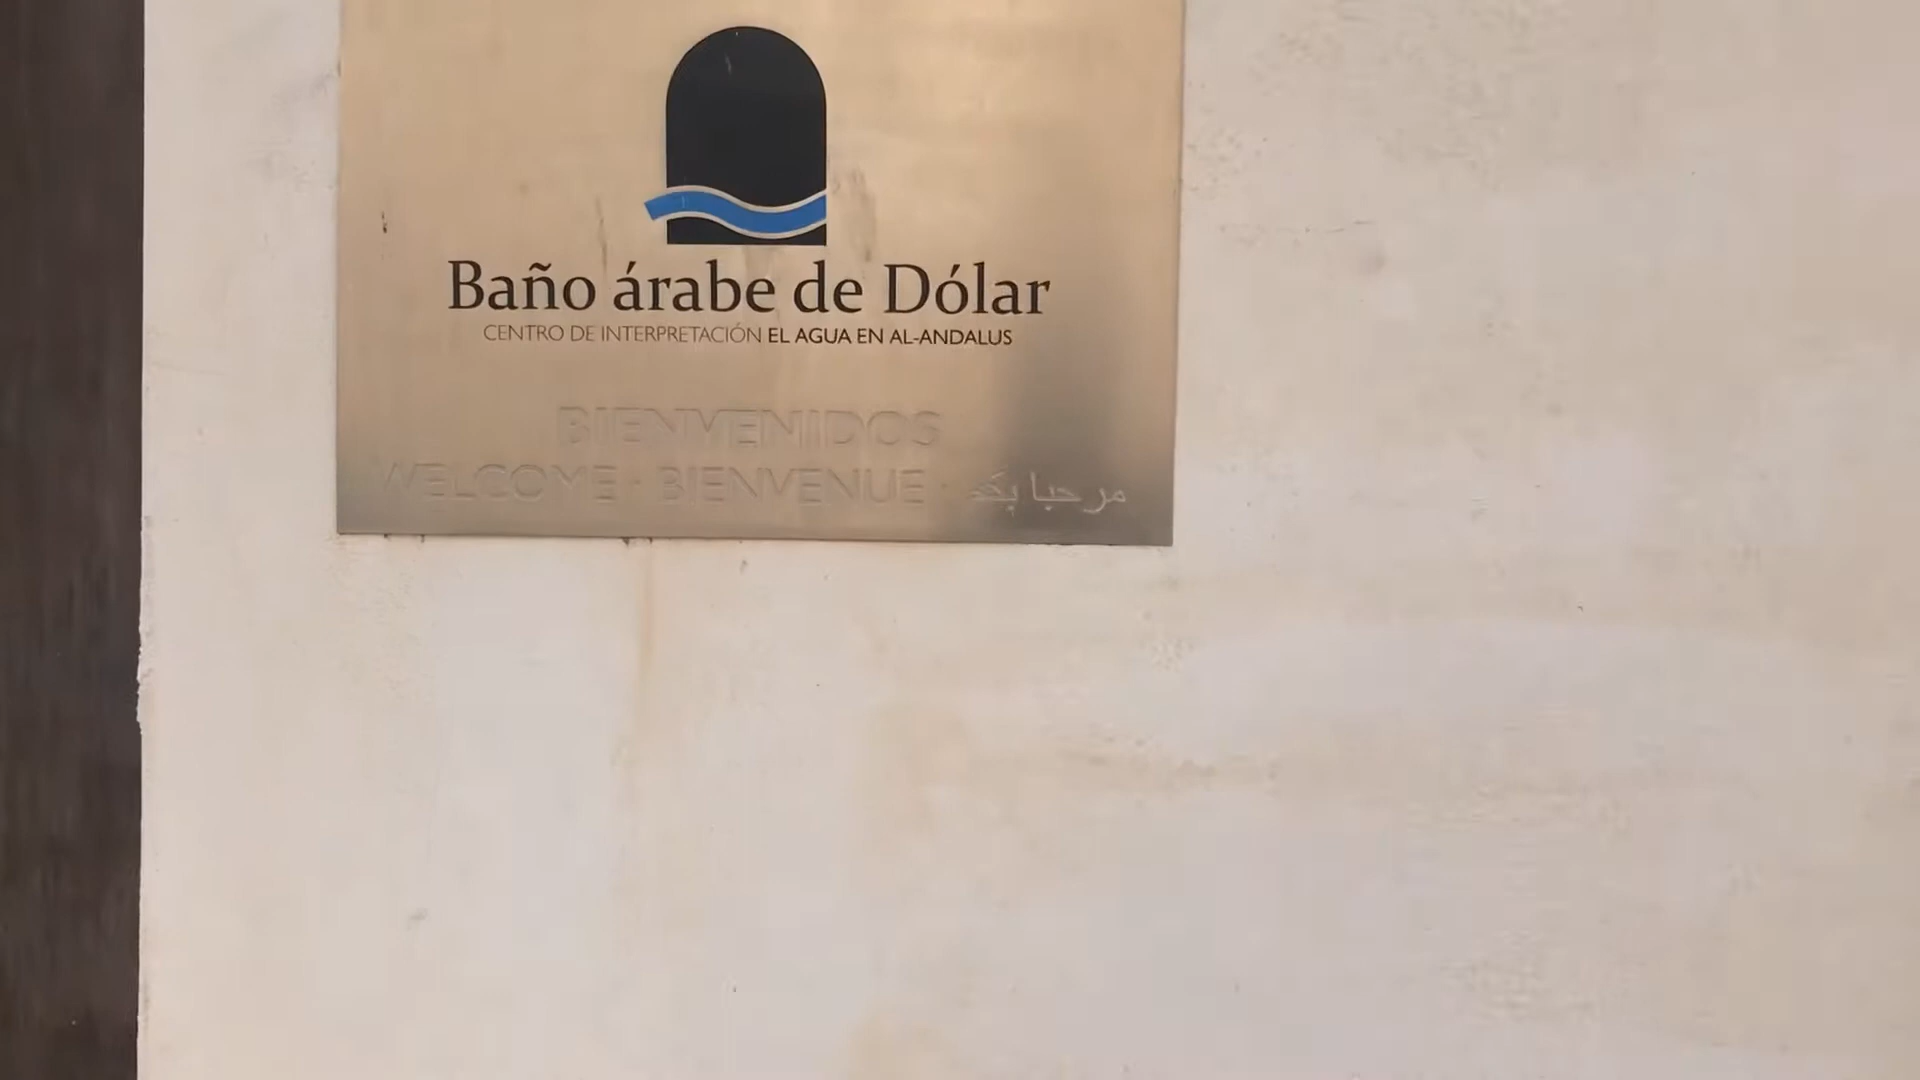 Baño árabe de Dólar
CENTRO DE INTERPRETACIÓN EL AGUA EN AL-ANDALUS
BIENVENIDOS
WELCOME · BIENVENUE · مرحبا بكم